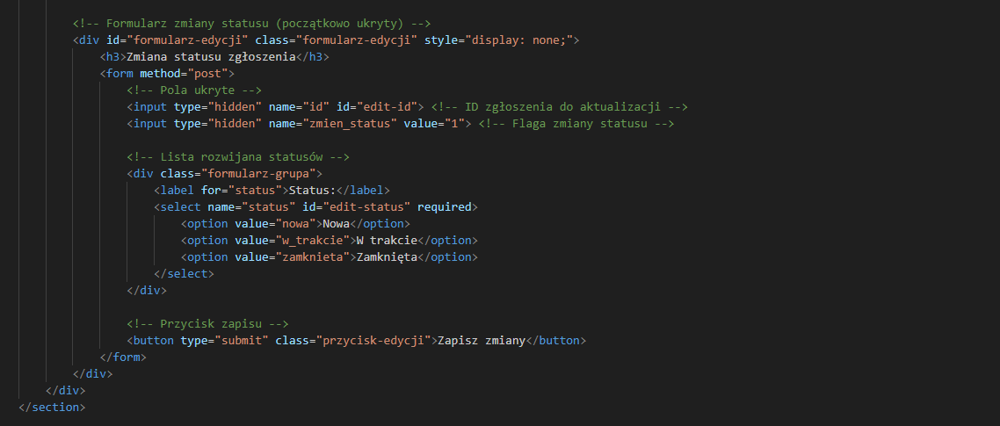 <!-- Formularz zmiany statusu (początkowo ukryty) -->
<div id="formularz-edycji" class="formularz-edycji" style="display: none;">
<h3>Zmiana statusu zgłoszenia</h3>
<form method="post">
<!-- Pola ukryte -->
<input type="hidden" name="id" id="edit-id"> <!-- ID zgłoszenia do aktualizacji -->
<input type="hidden" name="zmien_status" value="1"> <!-- Flaga zmiany statusu -->
<!-- Lista rozwijana statusów -->
<div class="formularz-grupa">
<label for="status">Status:</label>
<select name="status" id="edit-status" required>
<option value="nowa">Nowa</option>
<option value="w_trakcie">W trakcie</option>
<option value="zamknieta">Zamknięta</option>
</select>
</div>
<!-- Przycisk zapisu -->
<button type="submit" class="przycisk-edycji">Zapisz zmiany</button>
</form>
</div>
</div>
</section>